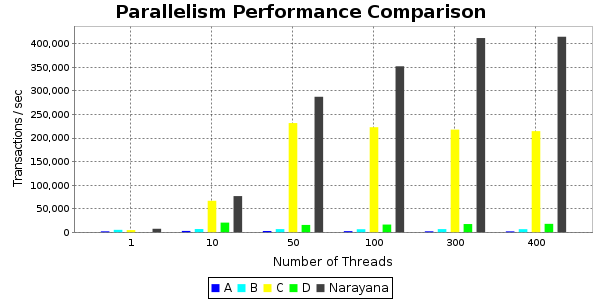 Parallelism Performance Comparison
Transactions / sec
400,000
350,000
300,000
250,000
200,000
150,000
100,000
50,000
0
1 10 50 100 300 400
Number of Threads
A B C D Narayana